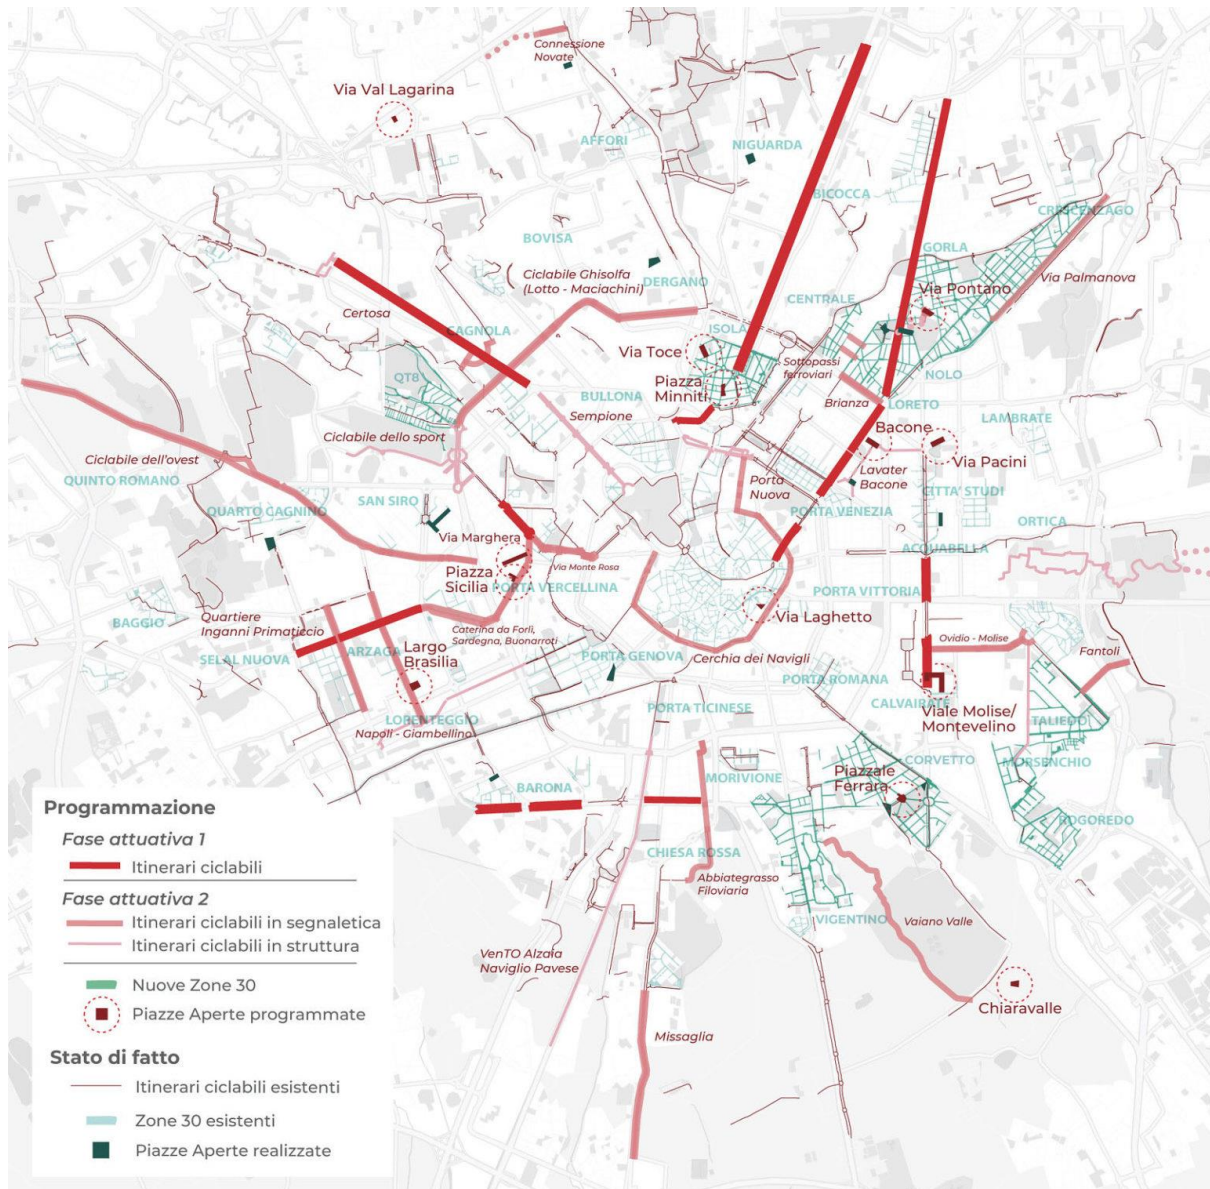 Connessione
Novate
Via Val Lagarina
AFFORI
NIGUARDA
BICOCCA
CRESCENZAGO
BOVISA
GORLA
Ciclabile Ghisolfa
(Lotto - Maciachini)
DERGANO
Via Palmanova
Via Pontano
CENTRALE
Certosa
CAGNOLA
ISOLA
Via Toce
Sottopassi
ferroviari
QT8
NOLO
Piazza
Minniti
BULLONA
Brianza
LORETO
Sempione
LAMBRATE
Bacone
Ciclabile dello sport
Via Pacini
Ciclabile dell'ovest
Lavater
Bacone
QUINTO ROMANO
Porta
Nuova
CITTA' STUDI
SAN SIRO
QUARTO CAGNINO
PORTA VENEZIA
ORTICA
Via Marghera
ACQUABELLA
Via Monte Rosa
Piazza
Sicilia
PORTA VERCELLINA
PORTA VITTORIA
Quartiere
Inganni Primaticcio
BAGGIO
Via Laghetto
Caterina da Forlì,
Sardegna, Buonarroti
Ovidio - Molise
Largo
Brasilia
ARZAGA
Fantoli
SELAL NUOVA
PORTA GENOVA
Cerchia dei Navigli
PORTA ROMANA
CALVAIRATE
PORTA TICINESE
Viale Molise/
Montevelino
LORENTEGGIO
TALIEDO
Napoli - Giambellino
CORVETTO
MORSENCHIO
Piazzale
Ferrara
MORIVIONE
BARONA
ROGOREDO
CHIESA ROSSA
Abbiategrasso
Filoviaria
VIGENTINO
Vaiano Valle
VenTO Alzaia
Naviglio Pavese
Chiaravalle
Missaglia
Programmazione
Fase attuativa 1
Itinerari ciclabili
Fase attuativa 2
Itinerari ciclabili in segnaletica
Itinerari ciclabili in struttura
Nuove Zone 30
Piazze Aperte programmate
Stato di fatto
Itinerari ciclabili esistenti
Zone 30 esistenti
Piazze Aperte realizzate